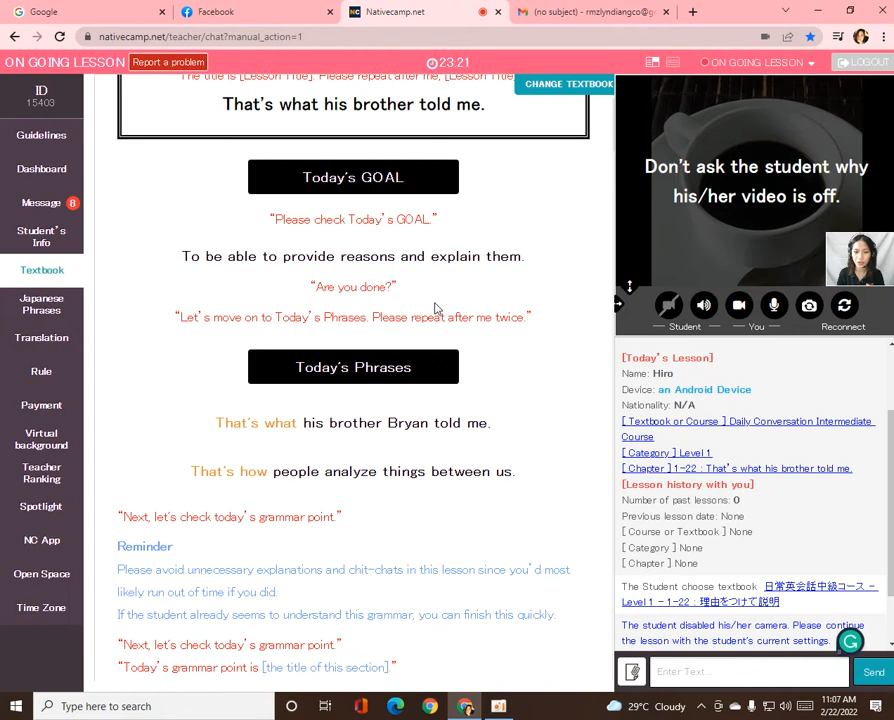 Google
Facebook
Nativecamp.net
(no subject) - rmzlyndiangco@g
nativecamp.net/teacher/chat?manual_action=1
ON GOING LESSON
Report a problem
23:21
ON GOING LESSON
LOGOUT
ID
15403
Guidelines
Dashboard
Message 8
Student's
Info
Textbook
Japanese
Phrases
Translation
Rule
Payment
Virtual
background
Teacher
Ranking
Spotlight
NC App
Open Space
Time Zone
The title is [Lesson Title]. Please repeat after me, [Lesson Title]
CHANGE TEXTBOOK
That's what his brother told me.
Today's GOAL
"Please check Today's GOAL."
To be able to provide reasons and explain them.
"Are you done?"
"Let's move on to Today's Phrases. Please repeat after me twice."
Today's Phrases
That's what his brother Bryan told me.
That's how people analyze things between us.
"Next, let's check today's grammar point."
Reminder
Please avoid unnecessary explanations and chit-chats in this lesson since you'd most
likely run out of time if you did.
If the student already seems to understand this grammar, you can finish this quickly.
"Next, let's check today's grammar point."
"Today's grammar point is [the title of this section]."
Don't ask the student why
his/her video is off.
Student
You
Reconnect
[Today's Lesson]
Name: Hiro
Device: an Android Device
Nationality: N/A
[ Textbook or Course ] Daily Conversation Intermediate
Course
[ Category ] Level 1
[ Chapter ] 1-22 : That's what his brother told me.
[Lesson history with you]
Number of past lessons: 0
Previous lesson date: None
[ Course or Textbook ] None
[ Category ] None
[ Chapter ] None
The Student choose textbook 日常英会話中級コース -
Level 1 - 1-22 : 理由をつけて説明
The student disabled his/her camera. Please continue
the lesson with the student's current settings.
Enter Text...
Send
Type here to search
29°C Cloudy
11:07 AM
2/22/2022